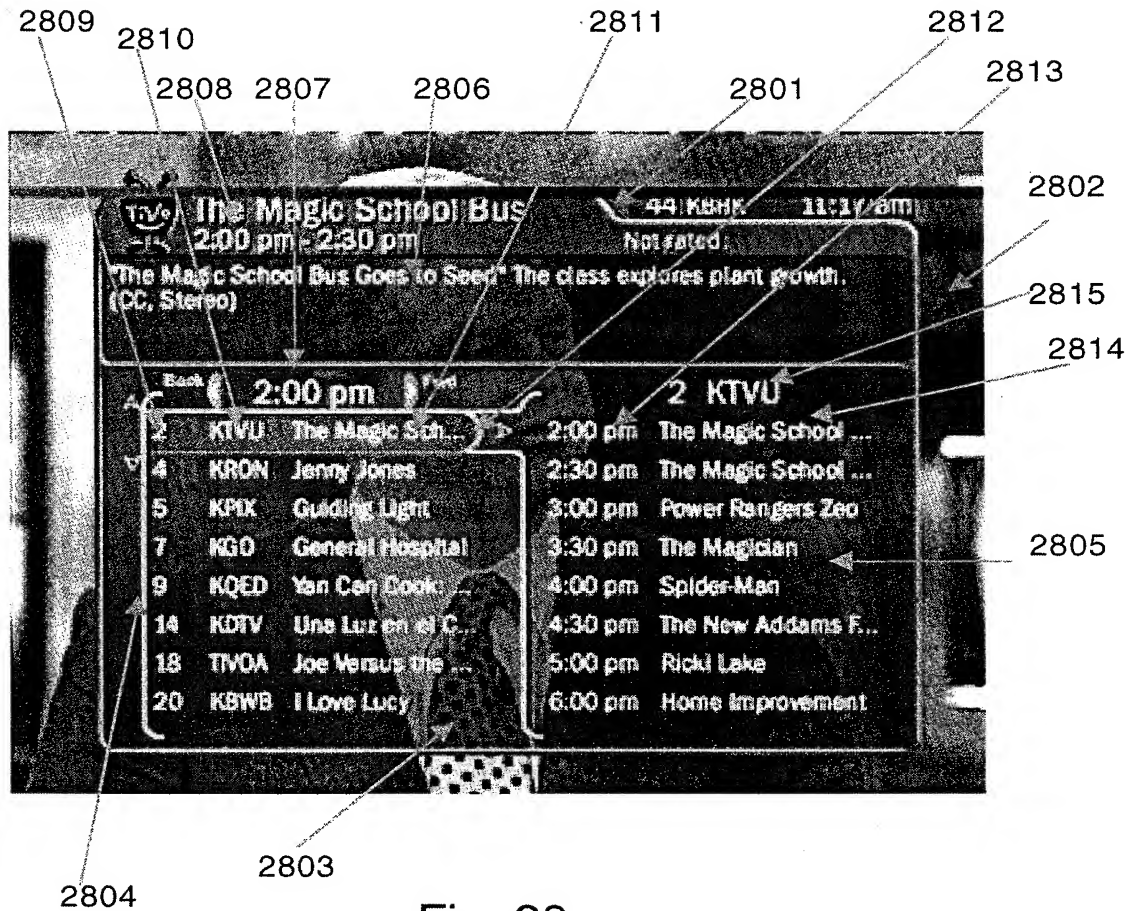 2809 2810 2811 2812
2808 2807 2806 2801 2813
2802
TiVo The Magic School Bus 44 KBHK 11:17 am
2:00 pm - 2:30 pm Not rated
"The Magic School Bus Goes to Seed" The class explores plant growth.
(CC, Stereo)
2815
2814
Back 2:00 pm Fwd 2 KTVU
2 KTVU The Magic Sch... 2:00 pm The Magic School ...
4 KRON Jenny Jones 2:30 pm The Magic School ...
5 KPIX Guiding Light 3:00 pm Power Rangers Zeo
7 KGO General Hospital 3:30 pm The Magician
2805
9 KQED Yan Can Cook: ... 4:00 pm Spider-Man
14 KDTV Una Luz en el C... 4:30 pm The New Addams F...
18 TIVOA Joe Versus the ... 5:00 pm Ricki Lake
20 KBWB I Love Lucy 6:00 pm Home Improvement
2804 2803